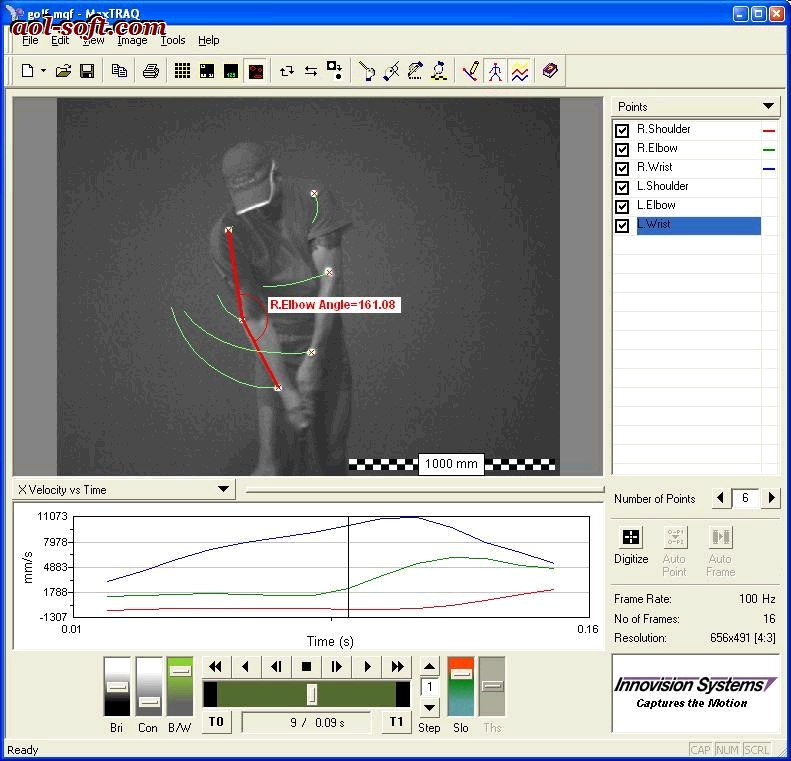 golf.mqf - MaxTRAQ
aol-soft.com
File Edit View Image Tools Help
Points
R.Shoulder
R.Elbow
R.Wrist
L.Shoulder
L.Elbow
L.Wrist
R.Elbow Angle=161.08
1000 mm
X Velocity vs Time
Number of Points 6
11073
7978
4883
1788
-1307
mm/s
0.01
0.16
Time (s)
Digitize
Auto Point
Auto Frame
Frame Rate: 100 Hz
No of Frames: 16
Resolution: 656x491 [4:3]
Innovision Systems
Captures the Motion
T0 9 / 0.09 s T1
1
Bri Con B/W Step Slo Ths
Ready CAP NUM SCRL